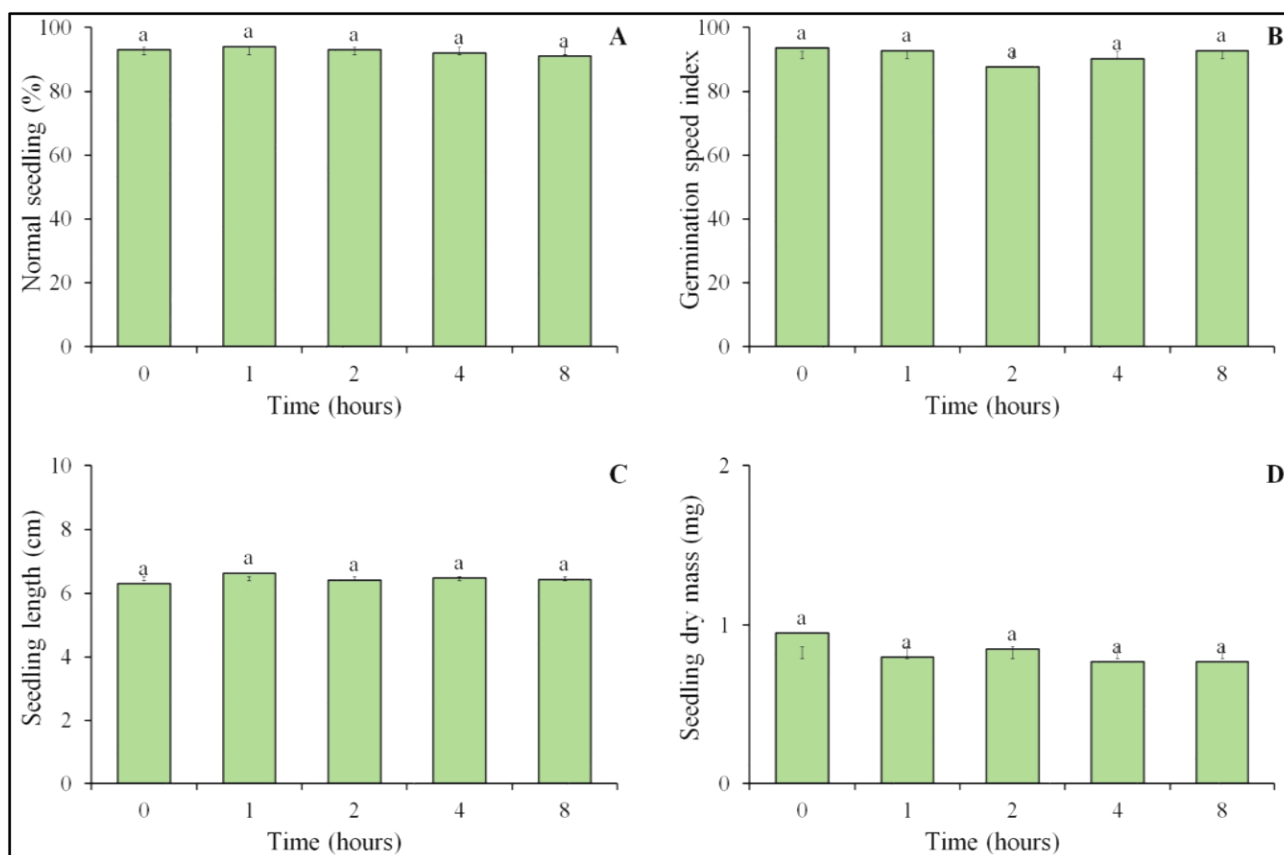 A
Normal seedling (%)
100
80
60
40
20
0
a a a a a
0 1 2 4 8
Time (hours)
B
Germination speed index
100
80
60
40
20
0
a a a a a
0 1 2 4 8
Time (hours)
C
Seedling length (cm)
10
8
6
4
2
0
a a a a a
0 1 2 4 8
Time (hours)
D
Seedling dry mass (mg)
2
1
0
a a a a a
0 1 2 4 8
Time (hours)